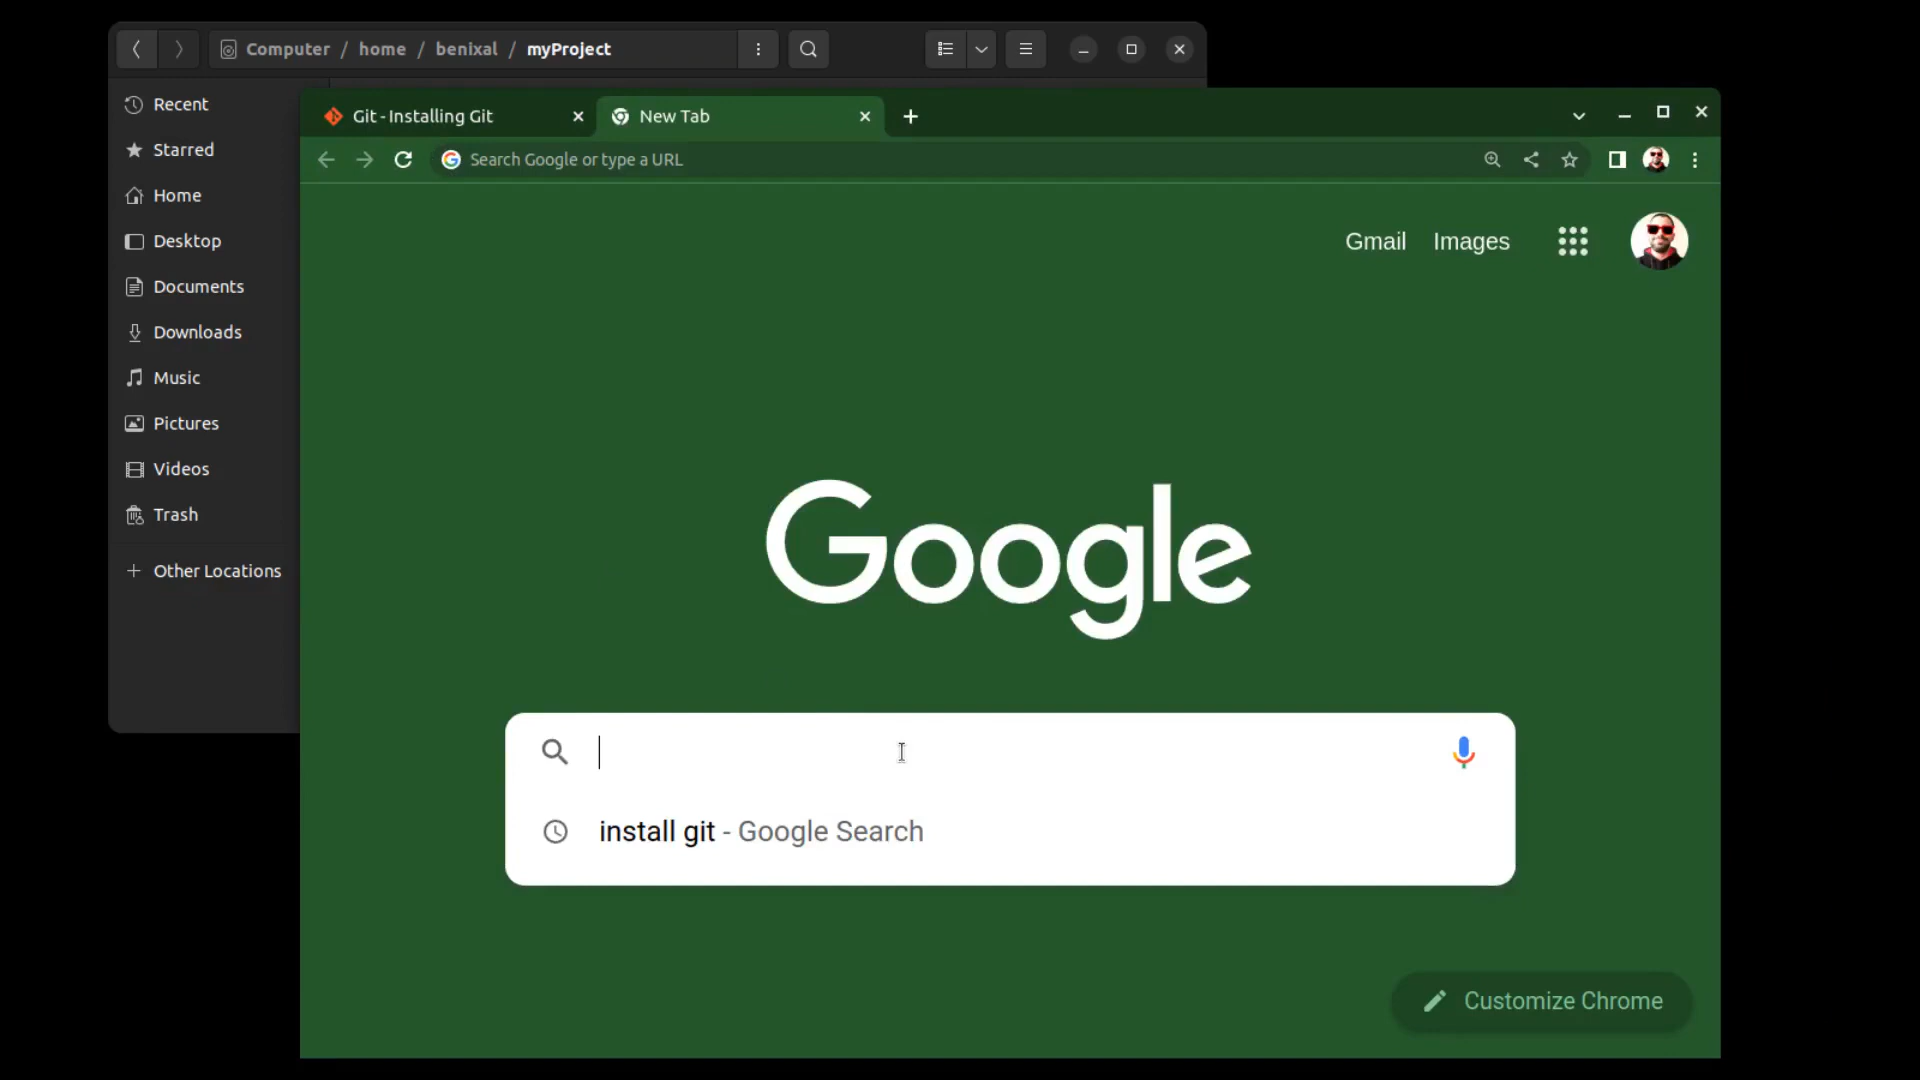 Computer / home / benixal / myProject
Recent
Starred
Home
Desktop
Documents
Downloads
Music
Pictures
Videos
Trash
Other Locations
Git - Installing Git
New Tab
Search Google or type a URL
Gmail Images
Google
install git - Google Search
Customize Chrome